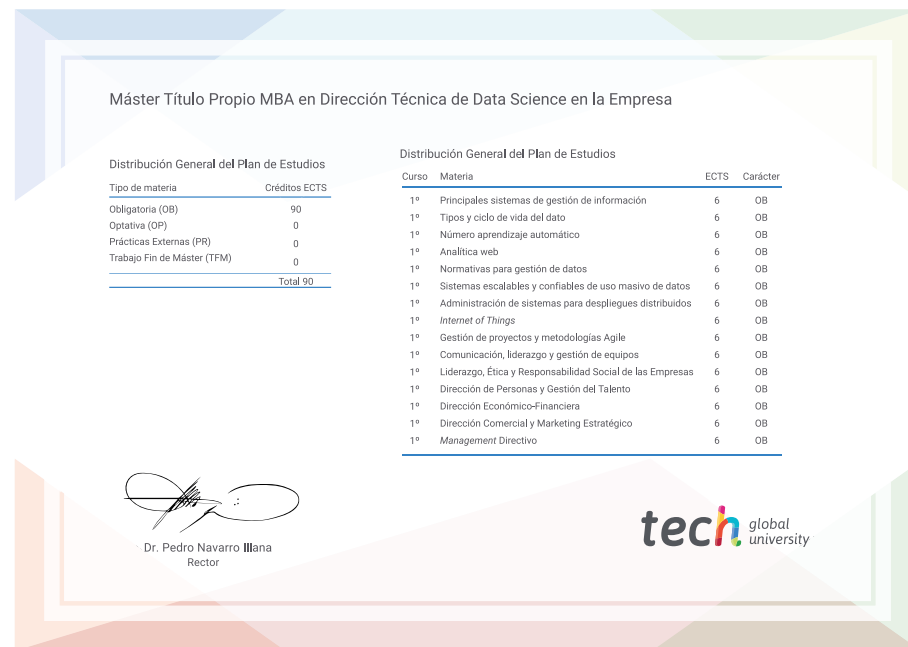 Máster Título Propio MBA en Dirección Técnica de Data Science en la Empresa
Distribución General del Plan de Estudios
Tipo de materia Créditos ECTS
Obligatoria (OB) 90
Optativa (OP) 0
Prácticas Externas (PR) 0
Trabajo Fin de Máster (TFM) 0
Total 90
Distribución General del Plan de Estudios
Curso Materia ECTS Carácter
1º Principales sistemas de gestión de información 6 OB
1º Tipos y ciclo de vida del dato 6 OB
1º Número aprendizaje automático 6 OB
1º Analítica web 6 OB
1º Normativas para gestión de datos 6 OB
1º Sistemas escalables y confiables de uso masivo de datos 6 OB
1º Administración de sistemas para despliegues distribuidos 6 OB
1º Internet of Things 6 OB
1º Gestión de proyectos y metodologías Agile 6 OB
1º Comunicación, liderazgo y gestión de equipos 6 OB
1º Liderazgo, Ética y Responsabilidad Social de las Empresas 6 OB
1º Dirección de Personas y Gestión del Talento 6 OB
1º Dirección Económico-Financiera 6 OB
1º Dirección Comercial y Marketing Estratégico 6 OB
1º Management Directivo 6 OB
Dr. Pedro Navarro Illana
Rector
tech global
university